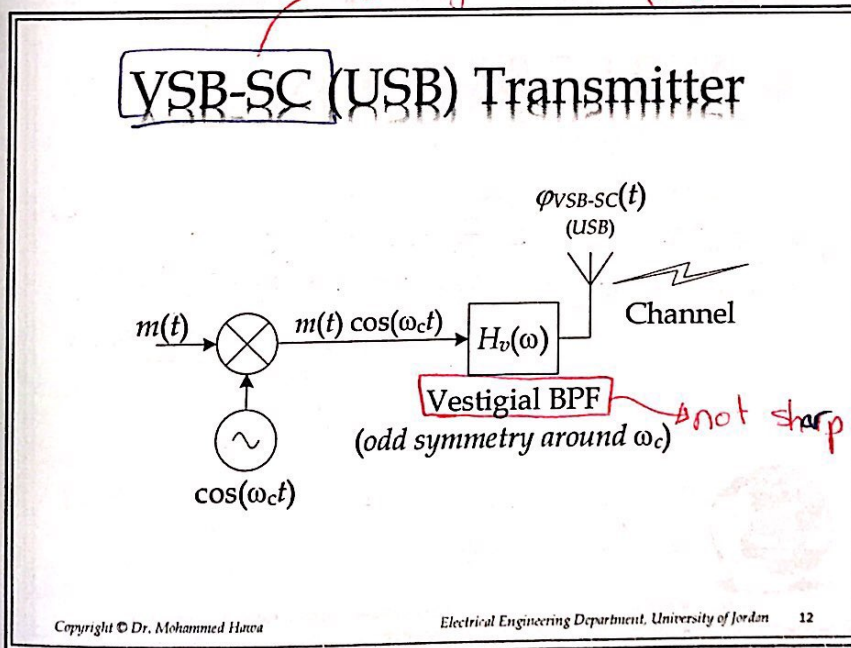 VSB-SC (USB) Transmitter
φVSB-SC(t)
(USB)
m(t)
m(t) cos(ωct)
Hv(ω)
Channel
Vestigial BPF
not sharp
(odd symmetry around ωc)
cos(ωct)
Copyright © Dr. Mohammed Hawa
Electrical Engineering Department, University of Jordan 12